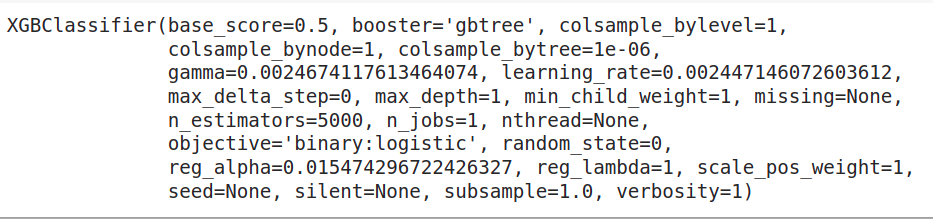 XGBClassifier(base_score=0.5, booster='gbtree', colsample_bylevel=1,
colsample_bynode=1, colsample_bytree=1e-06,
gamma=0.0024674117613464074, learning_rate=0.002447146072603612,
max_delta_step=0, max_depth=1, min_child_weight=1, missing=None,
n_estimators=5000, n_jobs=1, nthread=None,
objective='binary:logistic', random_state=0,
reg_alpha=0.015474296722426327, reg_lambda=1, scale_pos_weight=1,
seed=None, silent=None, subsample=1.0, verbosity=1)